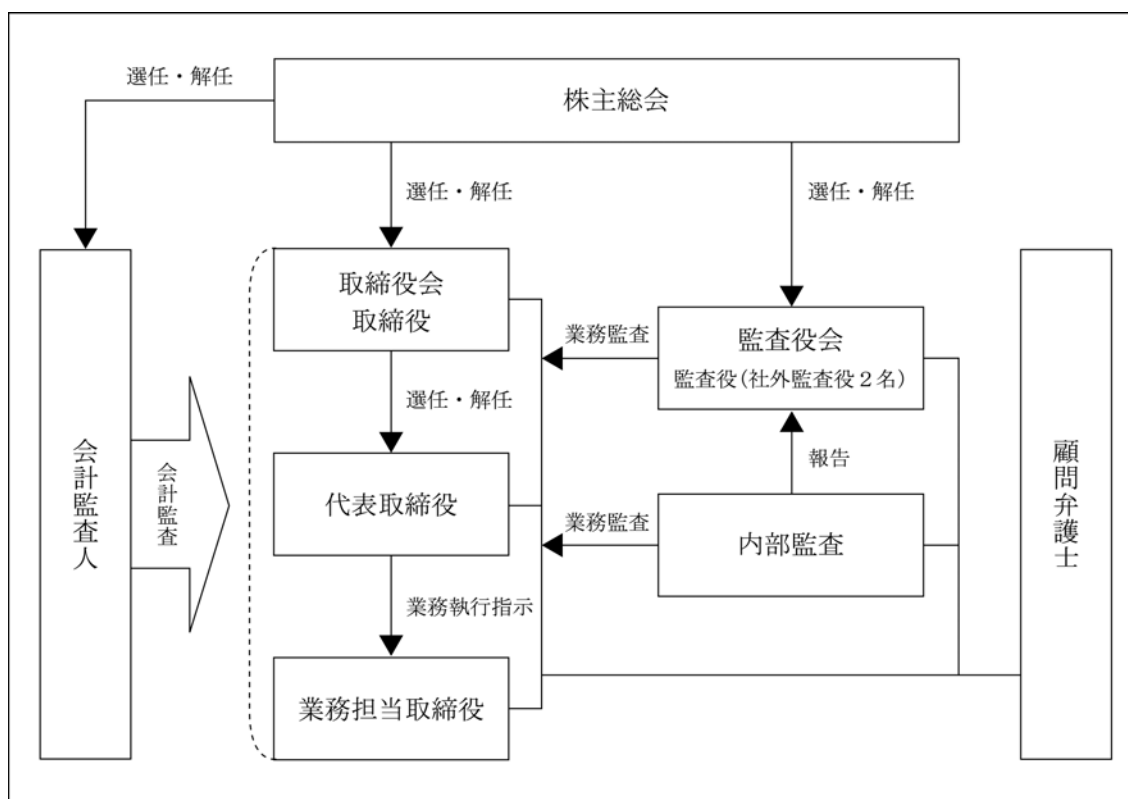 選任・解任
株主総会
選任・解任
選任・解任
取締役会
取締役
業務監査
監査役会
監査役(社外監査役2名)
選任・解任
報告
会計監査人
会計監査
代表取締役
業務監査
内部監査
顧問弁護士
業務執行指示
業務担当取締役